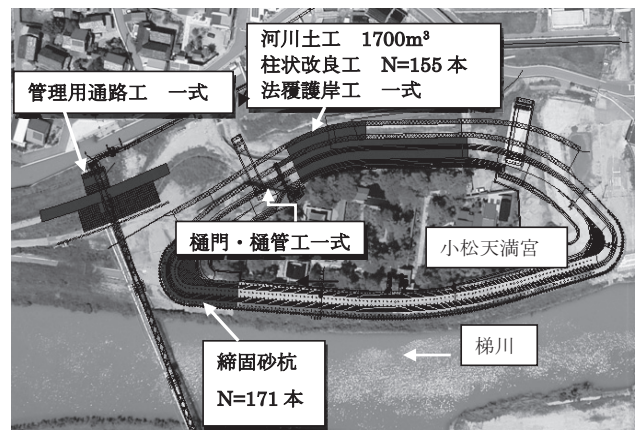 河川土工　1700m³
柱状改良工　N=155 本
法覆護岸工　一式
管理用通路工　一式
樋門・樋管工一式
小松天満宮
梯川
締固砂杭
N=171 本